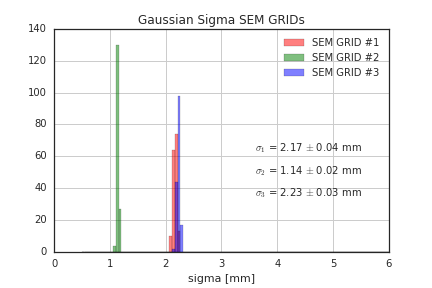 Gaussian Sigma SEM GRIDs
140
120
100
80
60
40
20
0
SEM GRID #1
SEM GRID #2
SEM GRID #3
σ₁ = 2.17 ± 0.04 mm
σ₂ = 1.14 ± 0.02 mm
σ₃ = 2.23 ± 0.03 mm
0 1 2 3 4 5 6
sigma [mm]